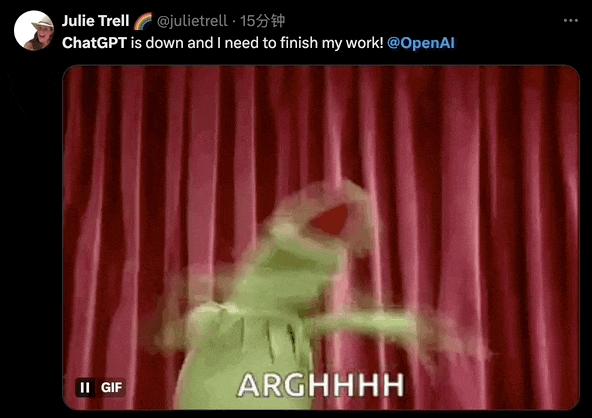 Julie Trell 🌈 @julietrell · 15分钟
ChatGPT is down and I need to finish my work! @OpenAI
ARGHHHH
GIF